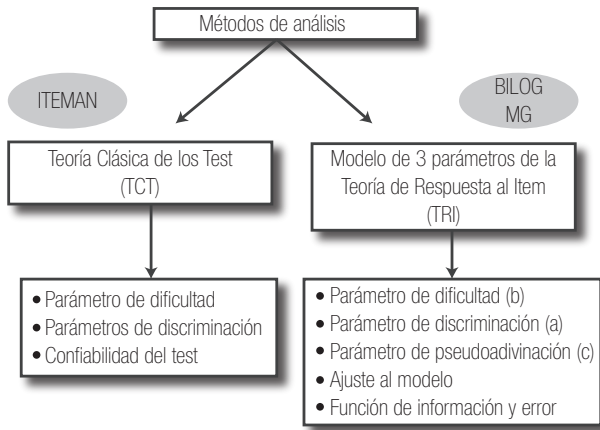 Métodos de análisis
ITEMAN
BILOG
MG
Teoría Clásica de los Test
(TCT)
Modelo de 3 parámetros de la
Teoría de Respuesta al Item
(TRI)
• Parámetro de dificultad
• Parámetros de discriminación
• Confiabilidad del test
• Parámetro de dificultad (b)
• Parámetro de discriminación (a)
• Parámetro de pseudoadivinación (c)
• Ajuste al modelo
• Función de información y error